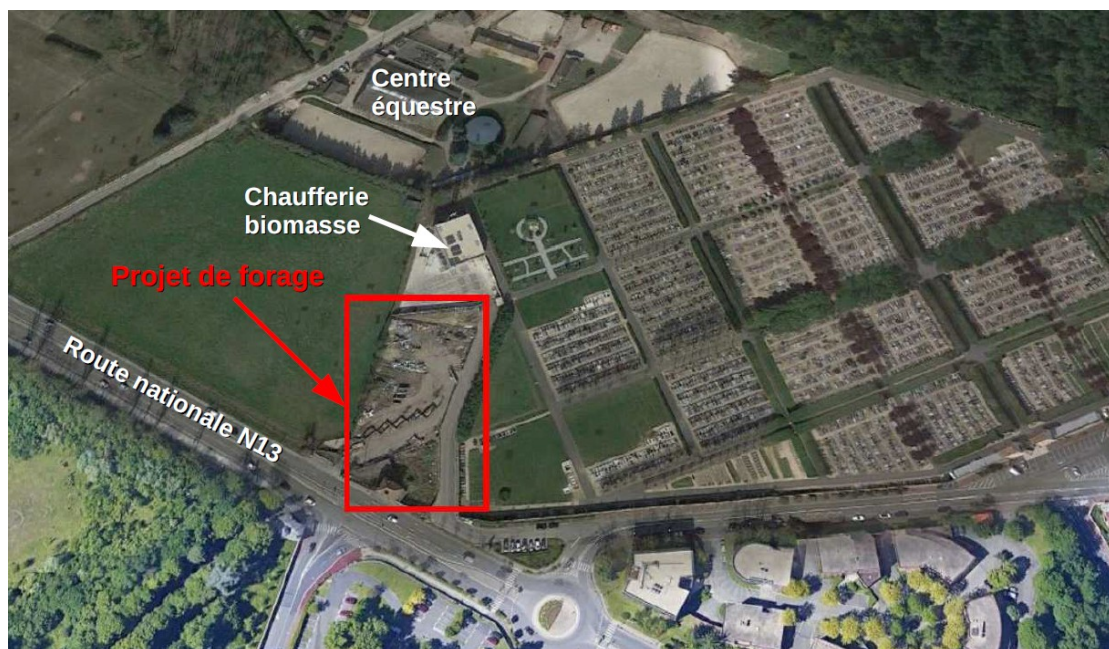 Centre
équestre
Chaufferie
biomasse
Projet de forage
Route nationale N13